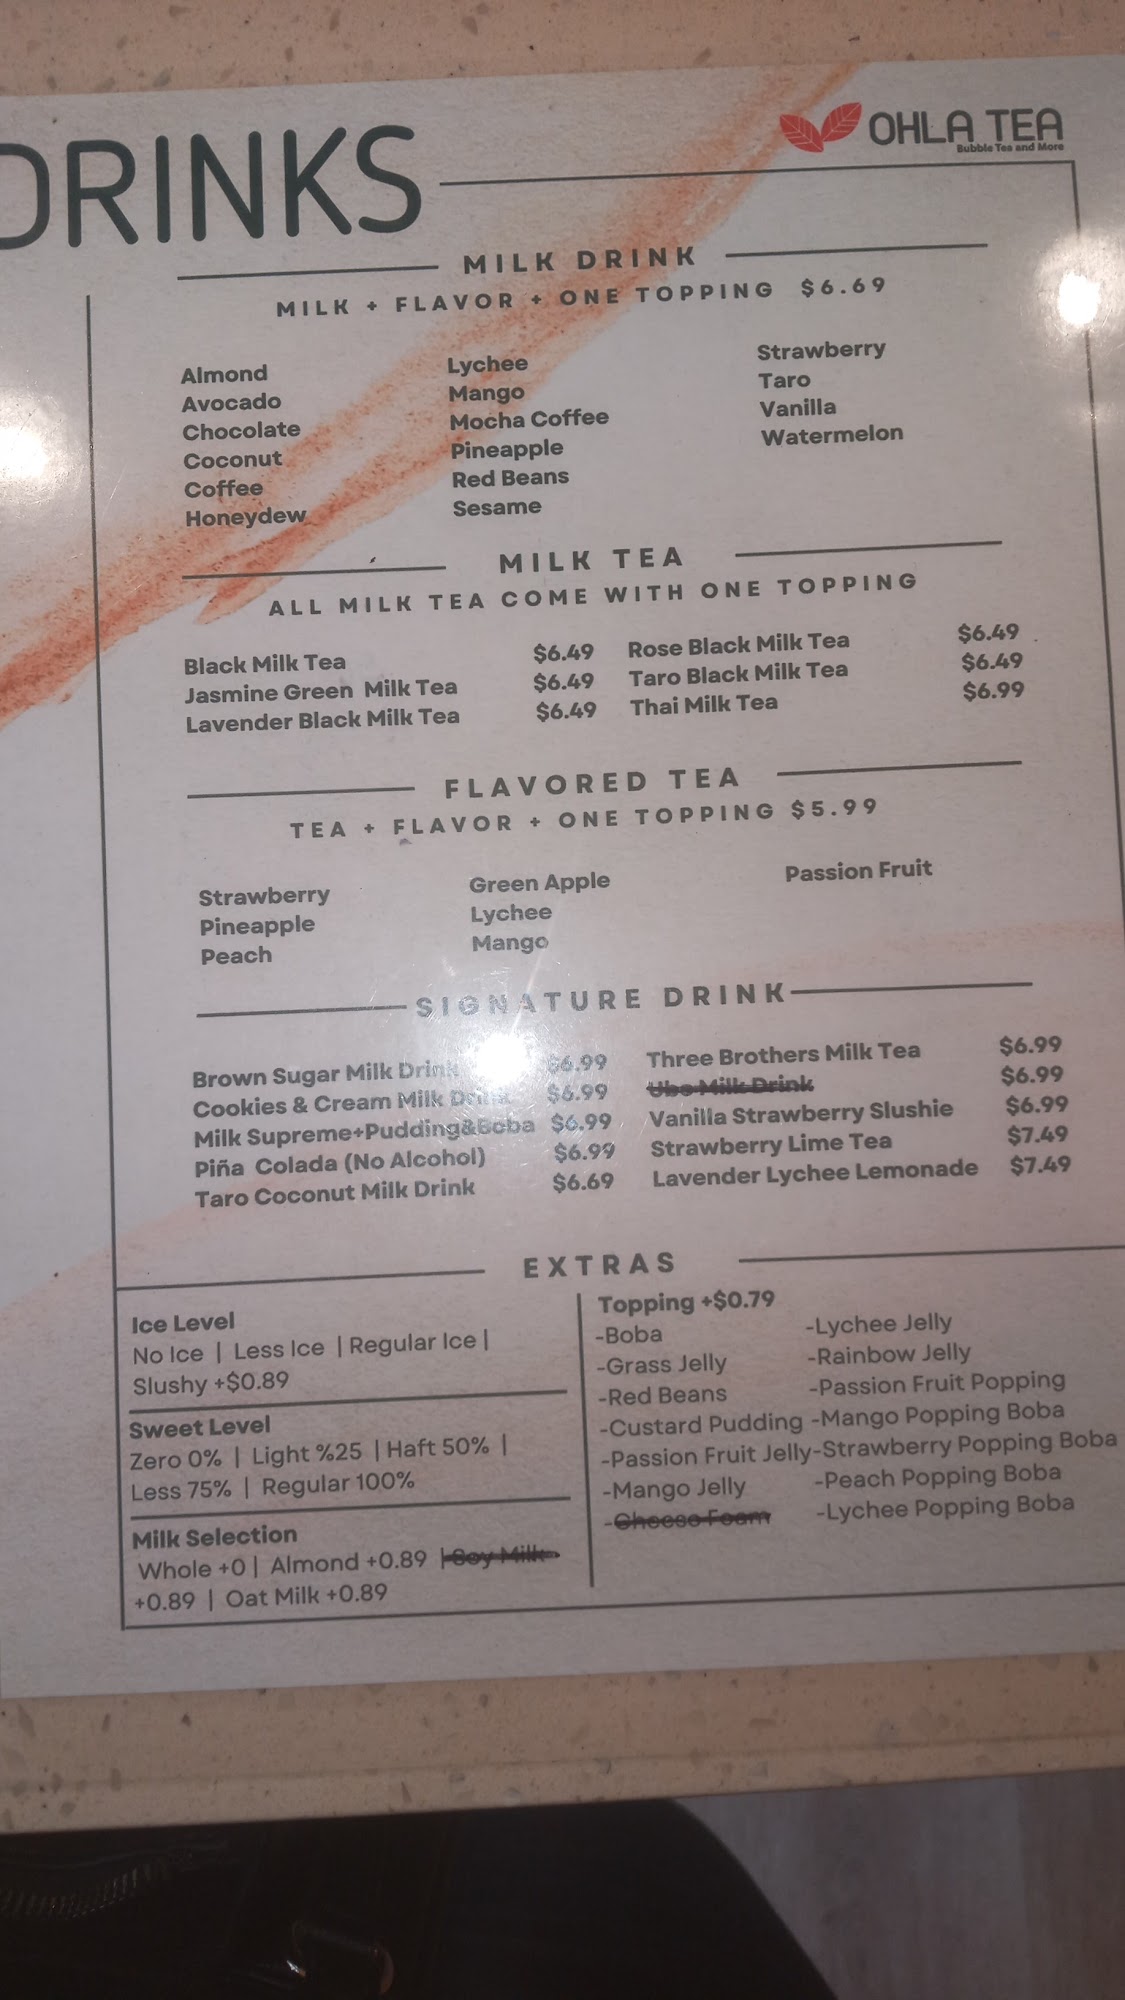 DRINKS
OHLA TEA
Bubble Tea and More
MILK DRINK
MILK + FLAVOR + ONE TOPPING $6.69
Almond
Avocado
Chocolate
Coconut
Coffee
Honeydew
Lychee
Mango
Mocha Coffee
Pineapple
Red Beans
Sesame
Strawberry
Taro
Vanilla
Watermelon
MILK TEA
ALL MILK TEA COME WITH ONE TOPPING
Black Milk Tea $6.49
Jasmine Green Milk Tea $6.49
Lavender Black Milk Tea $6.49
Rose Black Milk Tea $6.49
Taro Black Milk Tea $6.49
Thai Milk Tea $6.99
FLAVORED TEA
TEA + FLAVOR + ONE TOPPING $5.99
Strawberry
Pineapple
Peach
Green Apple
Lychee
Mango
Passion Fruit
SIGNATURE DRINK
Brown Sugar Milk Drink $6.99
Cookies & Cream Milk Drink $6.99
Milk Supreme+Pudding&Boba $6.99
Piña Colada (No Alcohol) $6.99
Taro Coconut Milk Drink $6.69
Three Brothers Milk Tea $6.99
Ube Milk Drink $6.99
Vanilla Strawberry Slushie $6.99
Strawberry Lime Tea $7.49
Lavender Lychee Lemonade $7.49
EXTRAS
Ice Level
No Ice | Less Ice | Regular Ice |
Slushy +$0.89
Sweet Level
Zero 0% | Light %25 | Haft 50% |
Less 75% | Regular 100%
Milk Selection
Whole +0 | Almond +0.89 | Soy Milk
+0.89 | Oat Milk +0.89
Topping +$0.79
-Boba
-Grass Jelly
-Red Beans
-Custard Pudding
-Passion Fruit Jelly
-Mango Jelly
-Cheese Foam
-Lychee Jelly
-Rainbow Jelly
-Passion Fruit Popping
-Mango Popping Boba
-Strawberry Popping Boba
-Peach Popping Boba
-Lychee Popping Boba